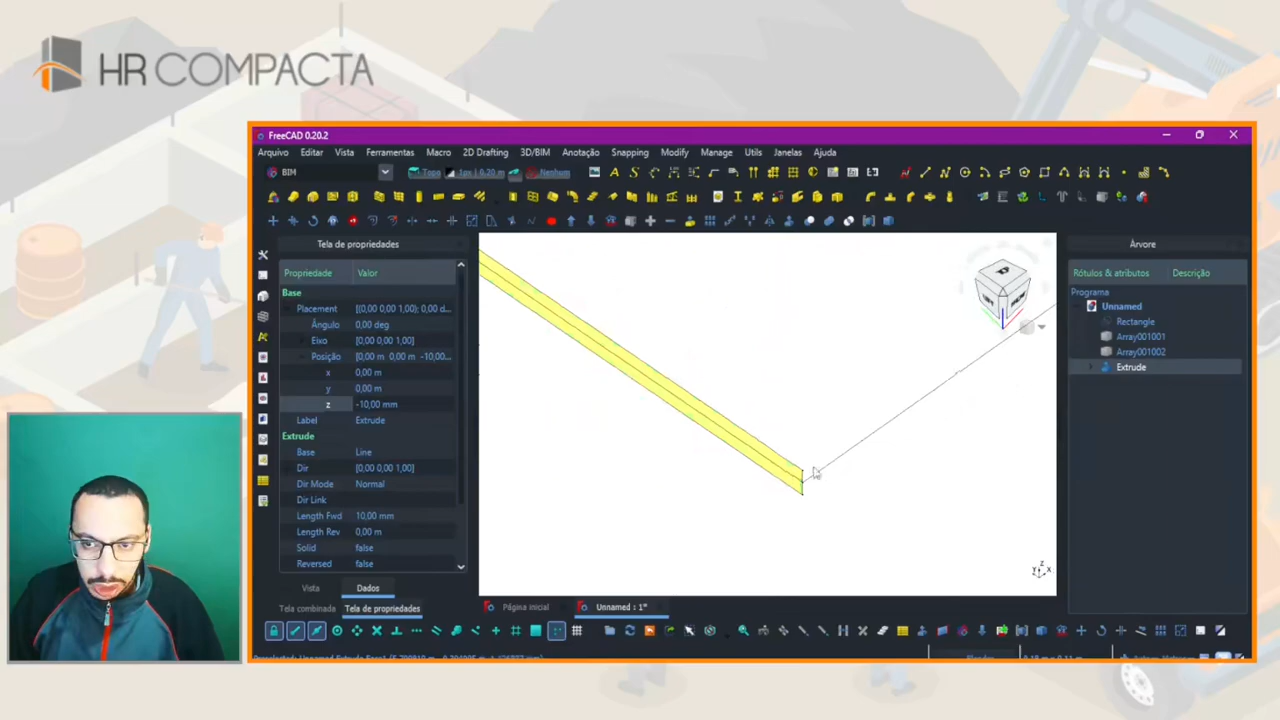 HR COMPACTA
FreeCAD 0.20.2
Arquivo Editar Vista Ferramentas Macro 2D Drafting 3D/BIM Anotação Snapping Modify Manage Utils Janelas Ajuda
BIM Topo 1px | 0.20 m Nenhum
Tela de propriedades
Propriedade Valor
Base
Placement [(0,00 0,00 1,00); 0,00 d...
Ângulo 0,00 deg
Eixo [0,00 0,00 1,00]
Posição [0,00 m 0,00 m -10,00...
x 0,00 m
y 0,00 m
z -10,00 mm
Label Extrude
Extrude
Base Line
Dir [0,00 0,00 1,00]
Dir Mode Normal
Dir Link
Length Fwd 10,00 mm
Length Rev 0,00 m
Solid false
Reversed false
Vista Dados
Tela combinada Tela de propriedades
Página inicial Unnamed : 1*
Z
Y X
Árvore
Rótulos & atributos Descrição
Programa
Unnamed
Rectangle
Array001001
Array001002
Extrude